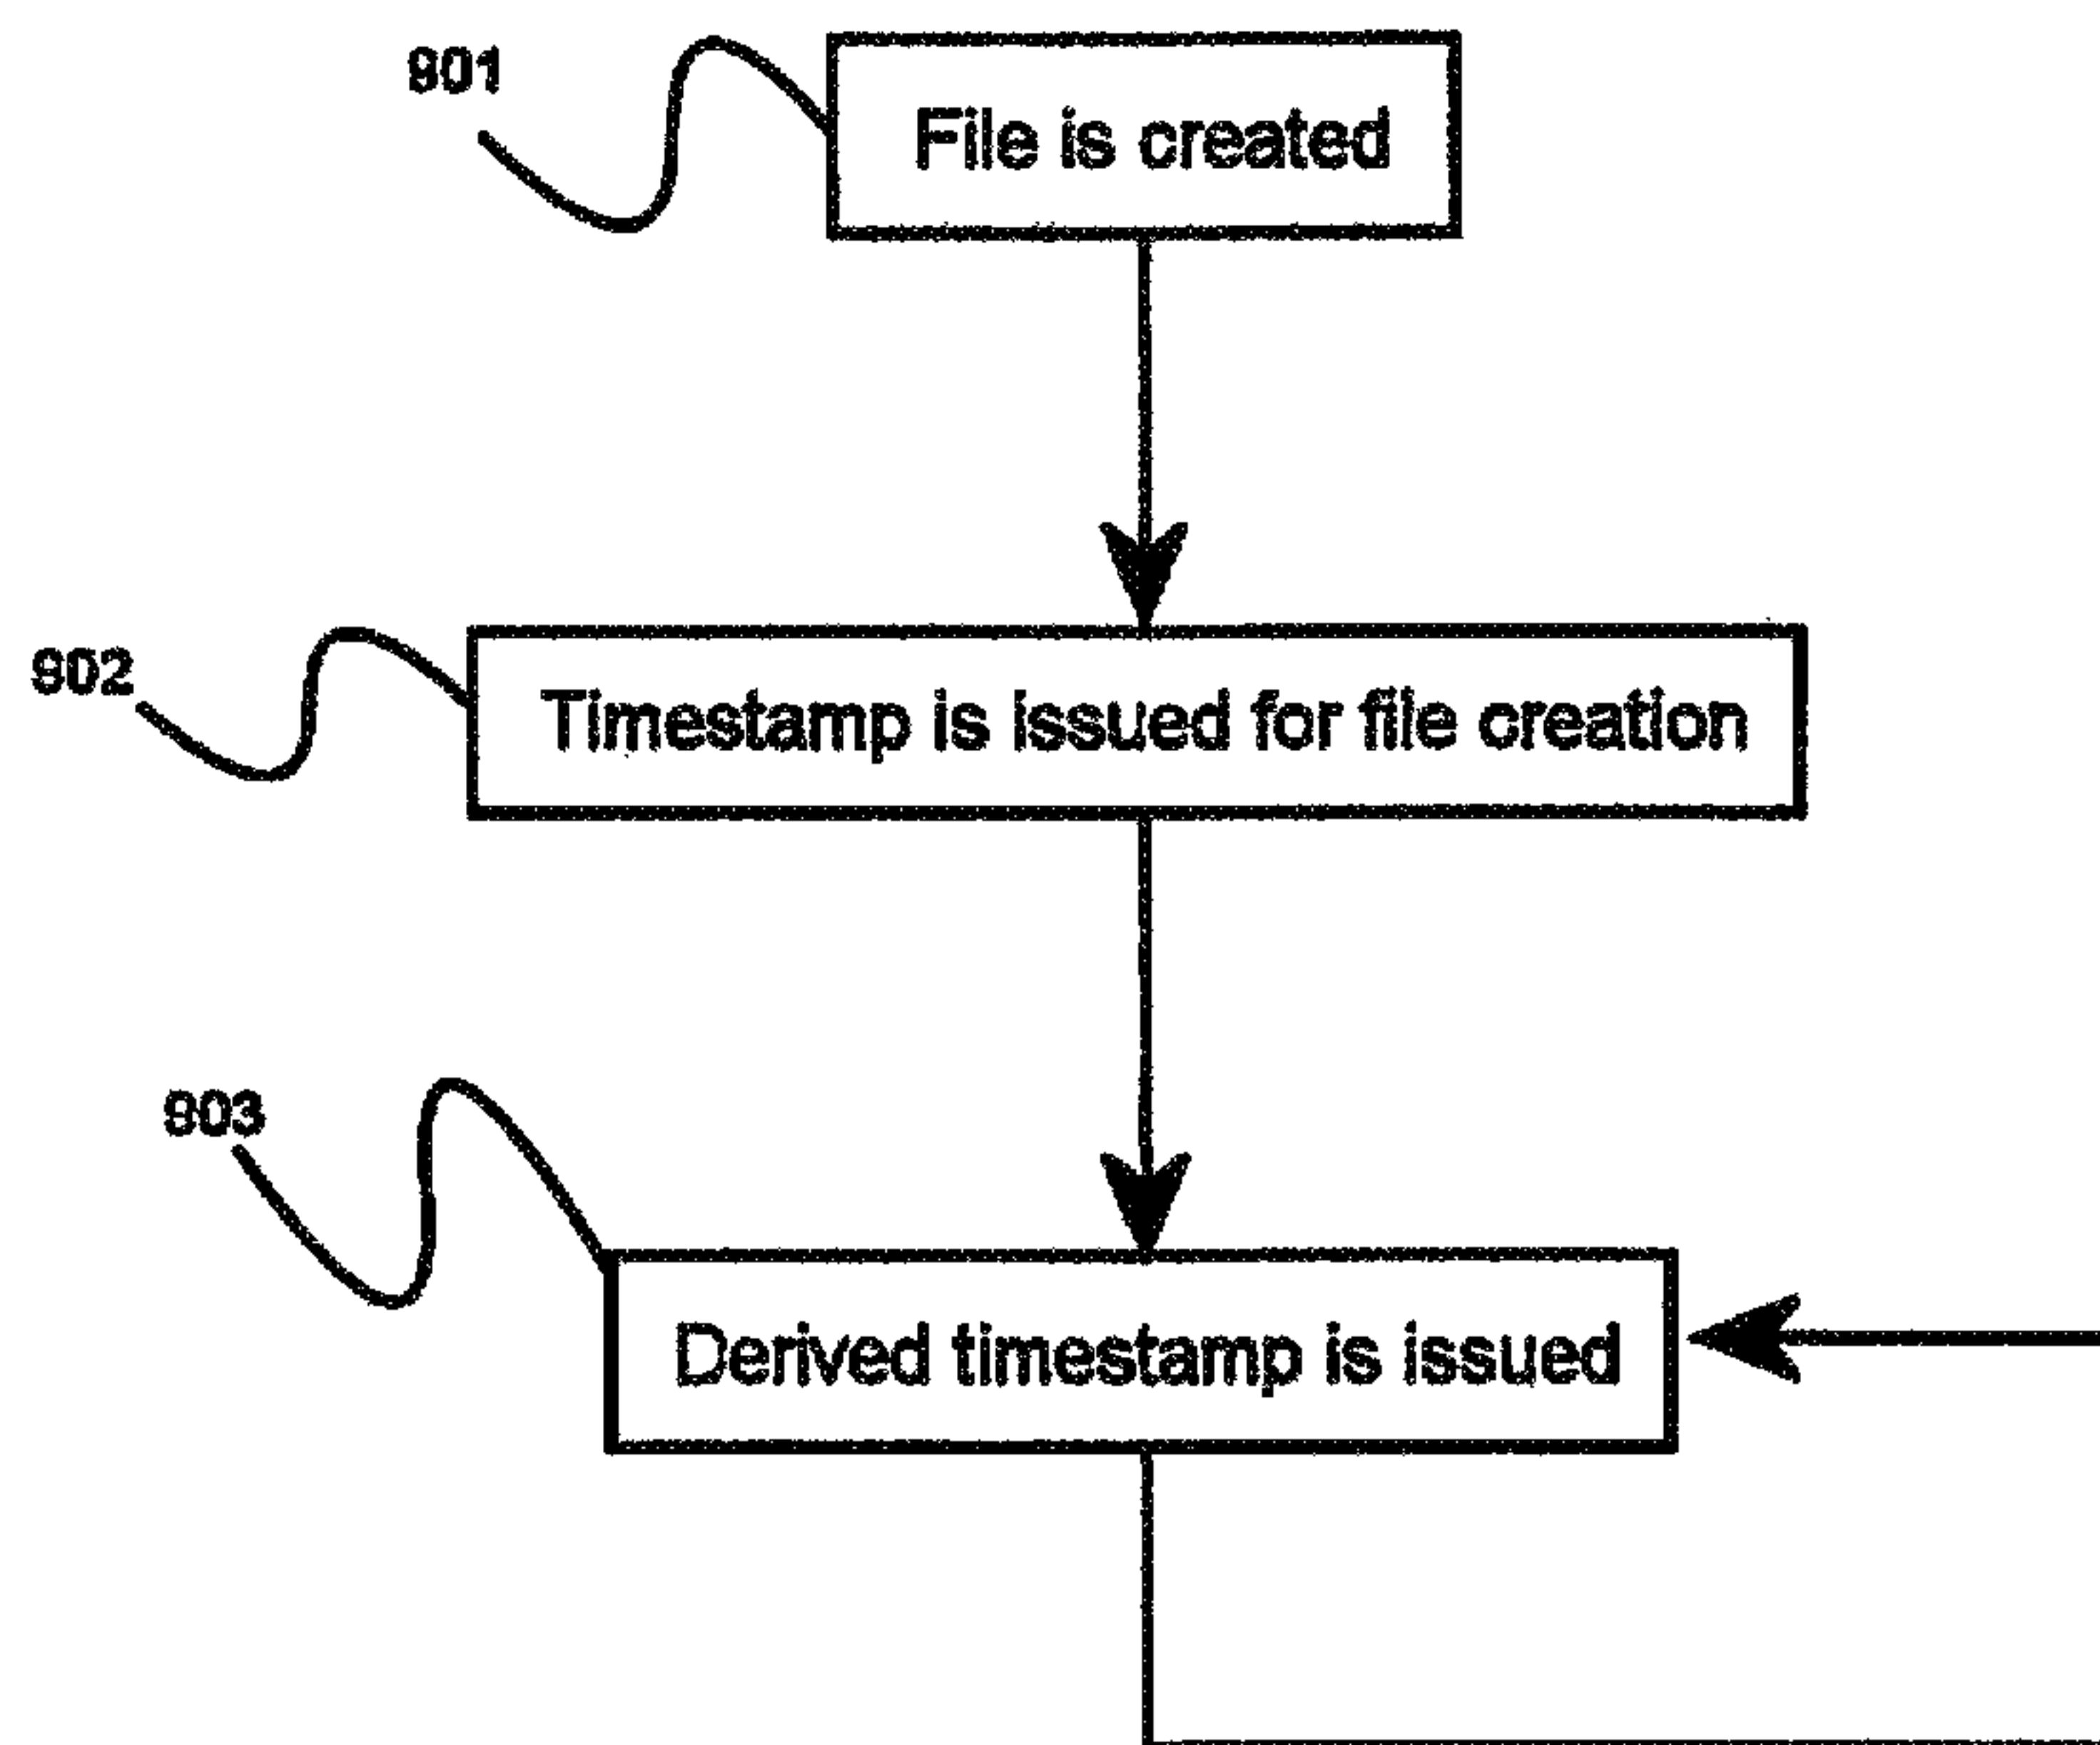 901
File is created
902
Timestamp is issued for file creation
903
Derived timestamp is issued